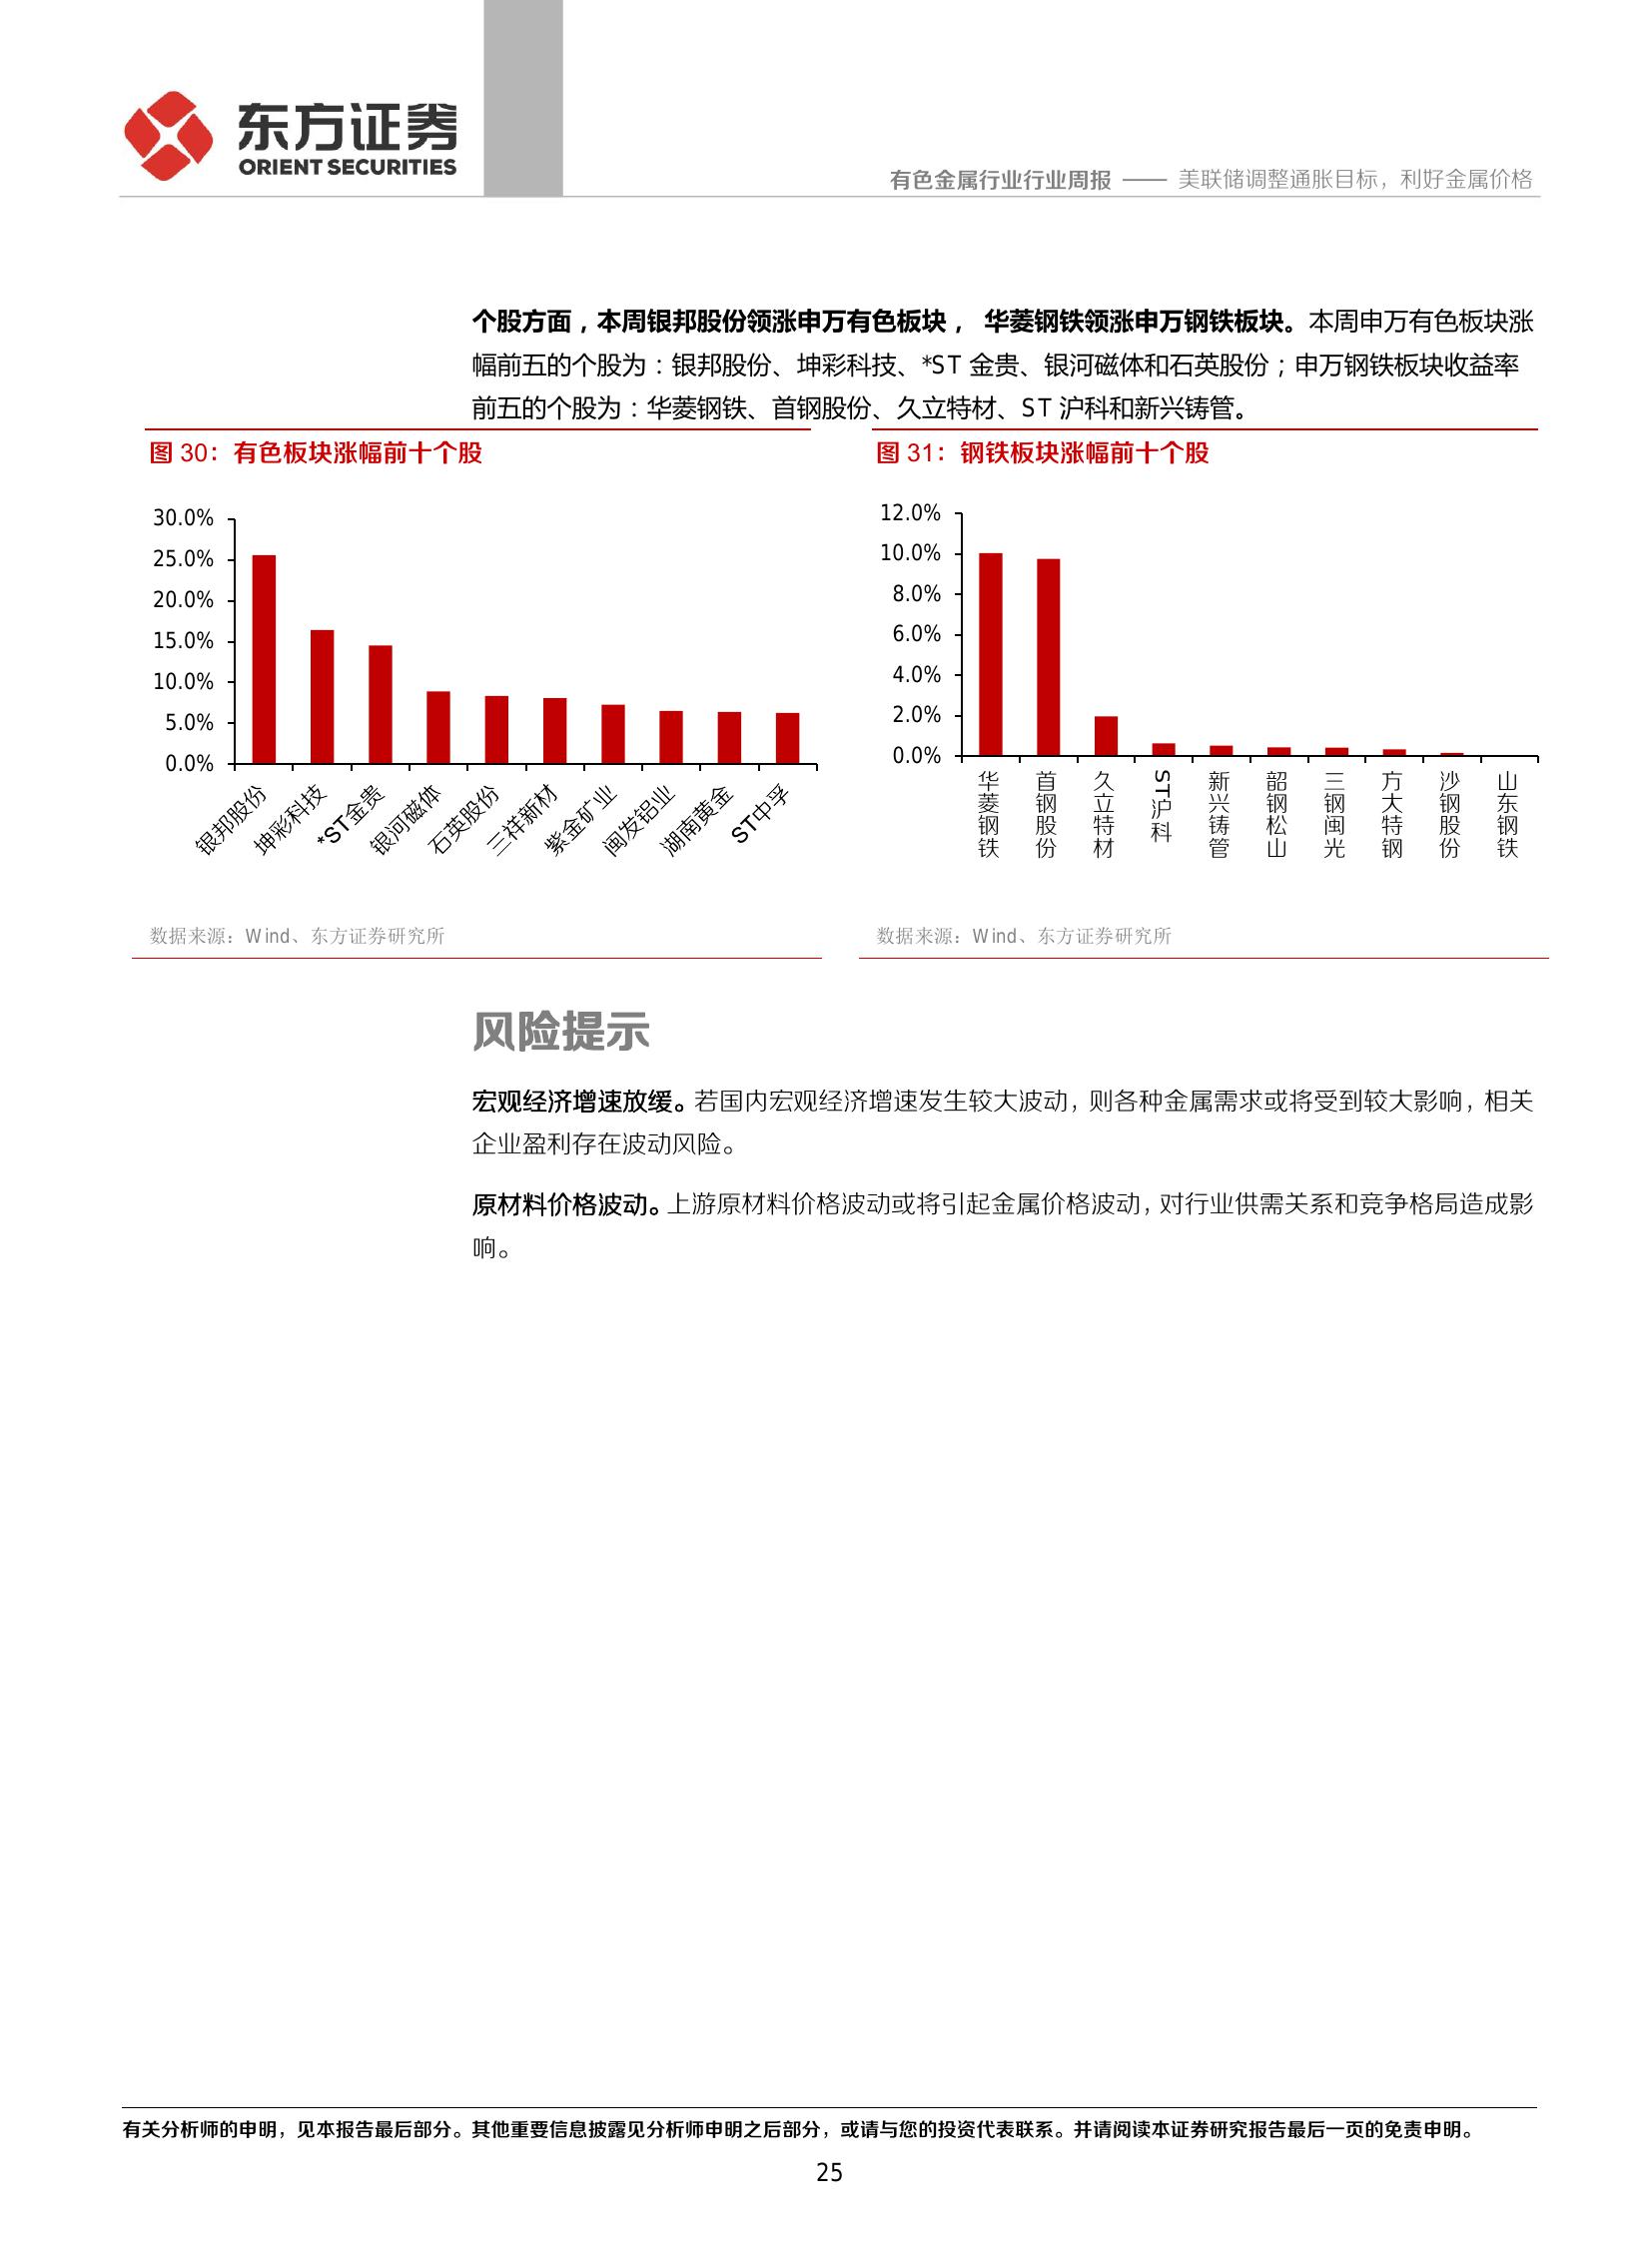 东方证券
ORIENT SECURITIES
有色金属行业行业周报 —— 美联储调整通胀目标，利好金属价格
个股方面，本周银邦股份领涨申万有色板块， 华菱钢铁领涨申万钢铁板块。本周申万有色板块涨
幅前五的个股为：银邦股份、坤彩科技、*ST 金贵、银河磁体和石英股份；申万钢铁板块收益率
前五的个股为：华菱钢铁、首钢股份、久立特材、ST 沪科和新兴铸管。
图 30：有色板块涨幅前十个股
30.0%
25.0%
20.0%
15.0%
10.0%
5.0%
0.0%
银邦股份
坤彩科技
*ST金贵
银河磁体
石英股份
三祥新材
紫金矿业
闽发铝业
湖南黄金
ST中孚
数据来源：Wind、东方证券研究所
图 31：钢铁板块涨幅前十个股
12.0%
10.0%
8.0%
6.0%
4.0%
2.0%
0.0%
华菱钢铁
首钢股份
久立特材
ST沪科
新兴铸管
韶钢松山
三钢闽光
方大特钢
沙钢股份
山东钢铁
数据来源：Wind、东方证券研究所
风险提示
宏观经济增速放缓。若国内宏观经济增速发生较大波动，则各种金属需求或将受到较大影响，相关
企业盈利存在波动风险。
原材料价格波动。上游原材料价格波动或将引起金属价格波动，对行业供需关系和竞争格局造成影
响。
有关分析师的申明，见本报告最后部分。其他重要信息披露见分析师申明之后部分，或请与您的投资代表联系。并请阅读本证券研究报告最后一页的免责申明。
25